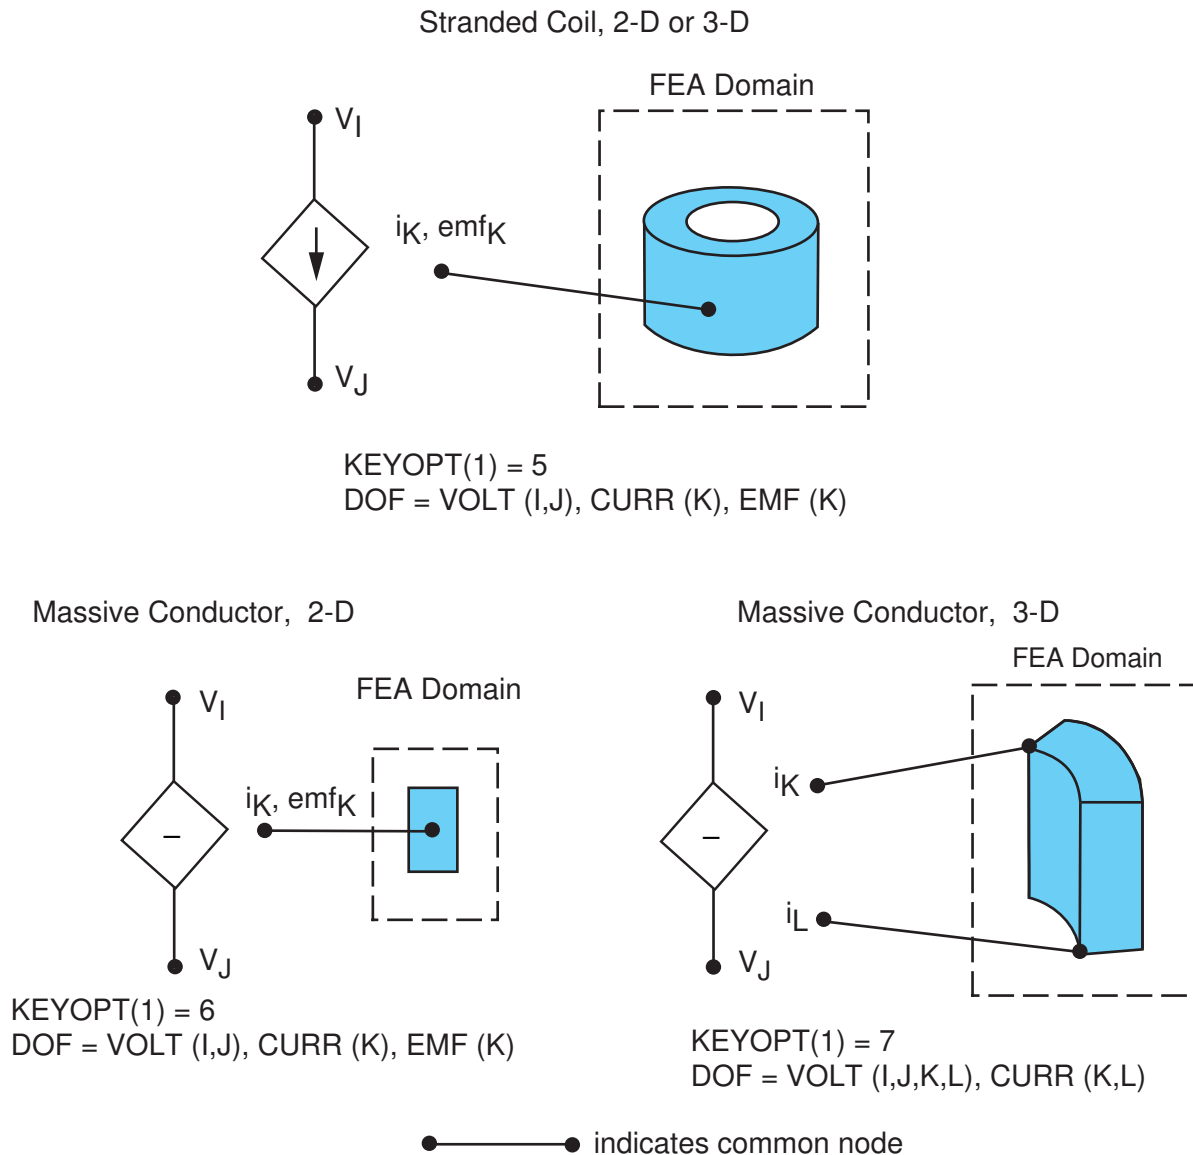 Stranded Coil, 2-D or 3-D
FEA Domain
VI
iK, emfK
VJ
KEYOPT(1) = 5
DOF = VOLT (I,J), CURR (K), EMF (K)
Massive Conductor, 2-D
FEA Domain
VI
iK, emfK
–
VJ
KEYOPT(1) = 6
DOF = VOLT (I,J), CURR (K), EMF (K)
Massive Conductor, 3-D
FEA Domain
VI
iK
–
iL
VJ
KEYOPT(1) = 7
DOF = VOLT (I,J,K,L), CURR (K,L)
indicates common node